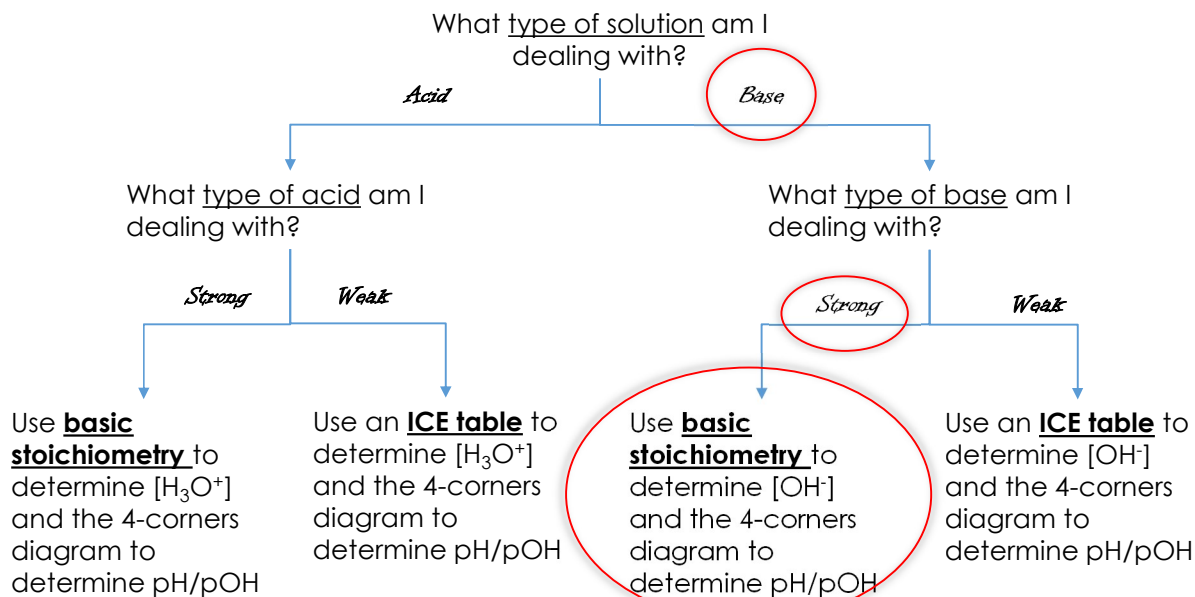 What type of solution am I
dealing with?
Acid
Base
What type of acid am I
dealing with?
What type of base am I
dealing with?
Strong
Weak
Strong
Weak
Use basic
stoichiometry to
determine [H₃O⁺]
and the 4-corners
diagram to
determine pH/pOH
Use an ICE table to
determine [H₃O⁺]
and the 4-corners
diagram to
determine pH/pOH
Use basic
stoichiometry to
determine [OH⁻]
and the 4-corners
diagram to
determine pH/pOH
Use an ICE table to
determine [OH⁻]
and the 4-corners
diagram to
determine pH/pOH